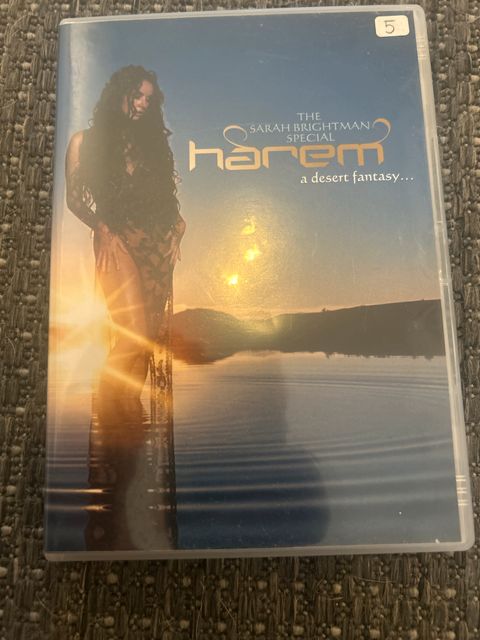 5
THE
SARAH BRIGHTMAN
SPECIAL
harem
a desert fantasy...